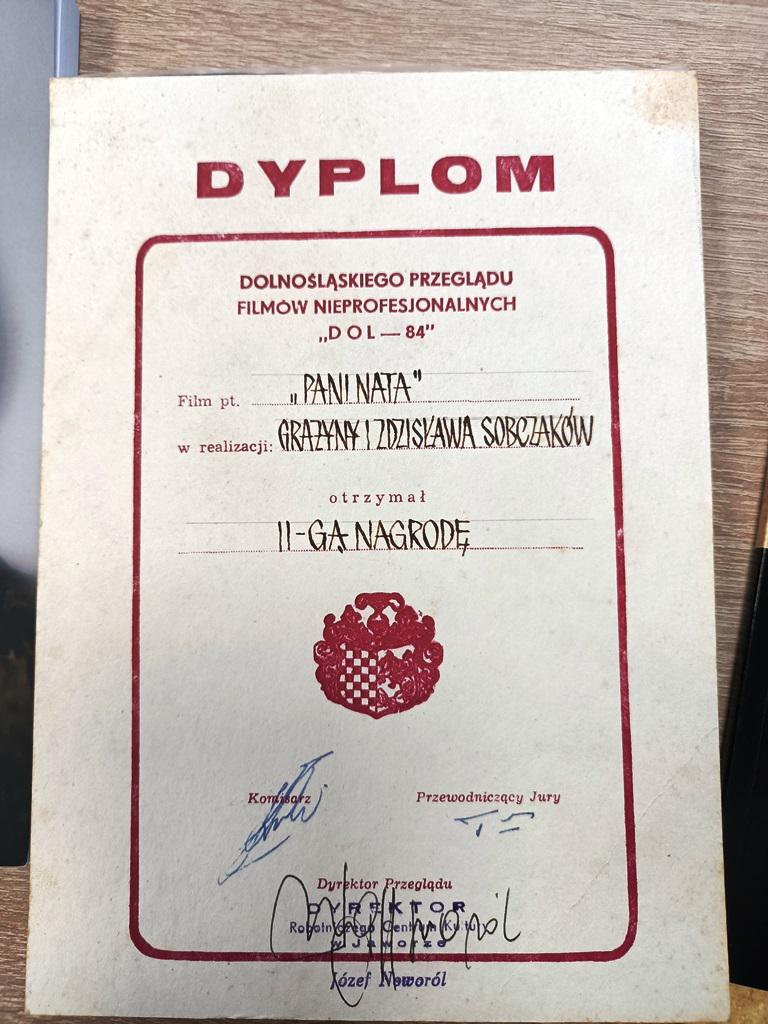 DYPLOM
DOLNOŚLĄSKIEGO PRZEGLĄDU
FILMÓW NIEPROFESJONALNYCH
„DOL — 84”
Film pt. „PANI NATA”
w realizacji: GRAŻYNY I ZDZISŁAWA SOBCZAKÓW
otrzymał
II-GĄ NAGRODĘ
Komisarz Przewodniczący Jury
Dyrektor Przeglądu
DYREKTOR
Robotniczego Centrum Kultury
w Jaworze
Józef Noworól